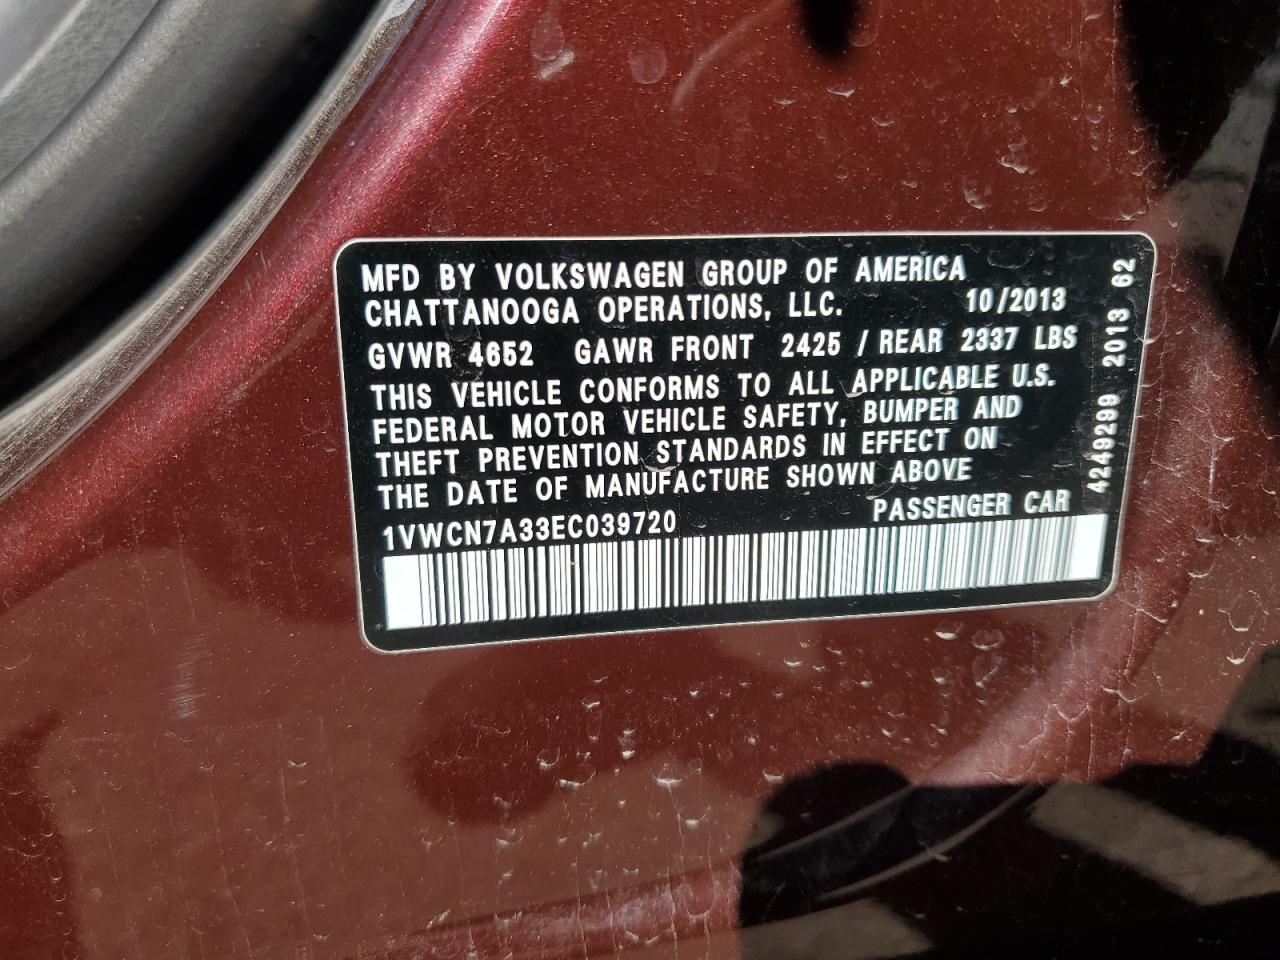 MFD BY VOLKSWAGEN GROUP OF AMERICA
CHATTANOOGA OPERATIONS, LLC. 10/2013
GVWR 4652 GAWR FRONT 2425 / REAR 2337 LBS
THIS VEHICLE CONFORMS TO ALL APPLICABLE U.S.
FEDERAL MOTOR VEHICLE SAFETY, BUMPER AND
THEFT PREVENTION STANDARDS IN EFFECT ON
THE DATE OF MANUFACTURE SHOWN ABOVE
1VWCN7A33EC039720 PASSENGER CAR
4249299 2013 62